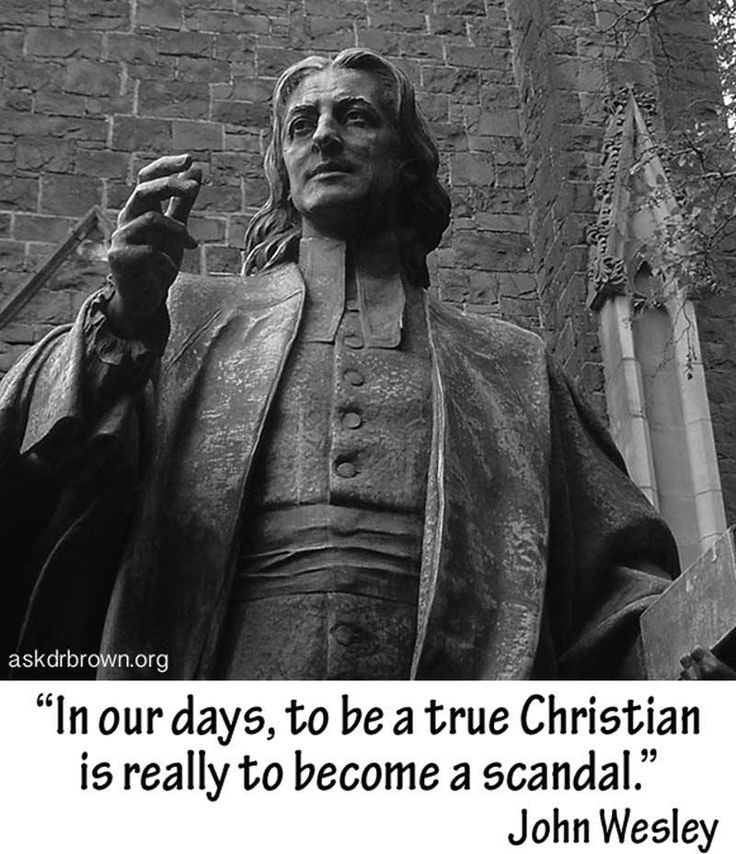 askdrbrown.org
“In our days, to be a true Christian
is really to become a scandal.”
John Wesley